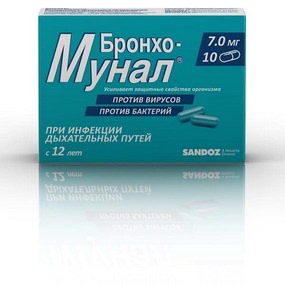 Бронхо-
Мунал®
7.0 мг
10
Усиливает защитные свойства организма
ПРОТИВ ВИРУСОВ
ПРОТИВ БАКТЕРИЙ
ПРИ ИНФЕКЦИИ
ДЫХАТЕЛЬНЫХ ПУТЕЙ
с 12 лет
SANDOZ